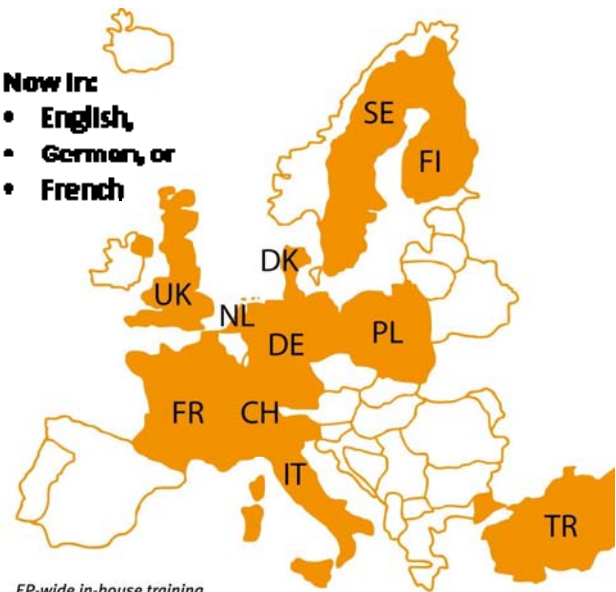 Now in:
• English,
• German, or
• French
SE
FI
DK
UK
NL
DE
PL
FR
CH
IT
TR
EP-wide in-house training